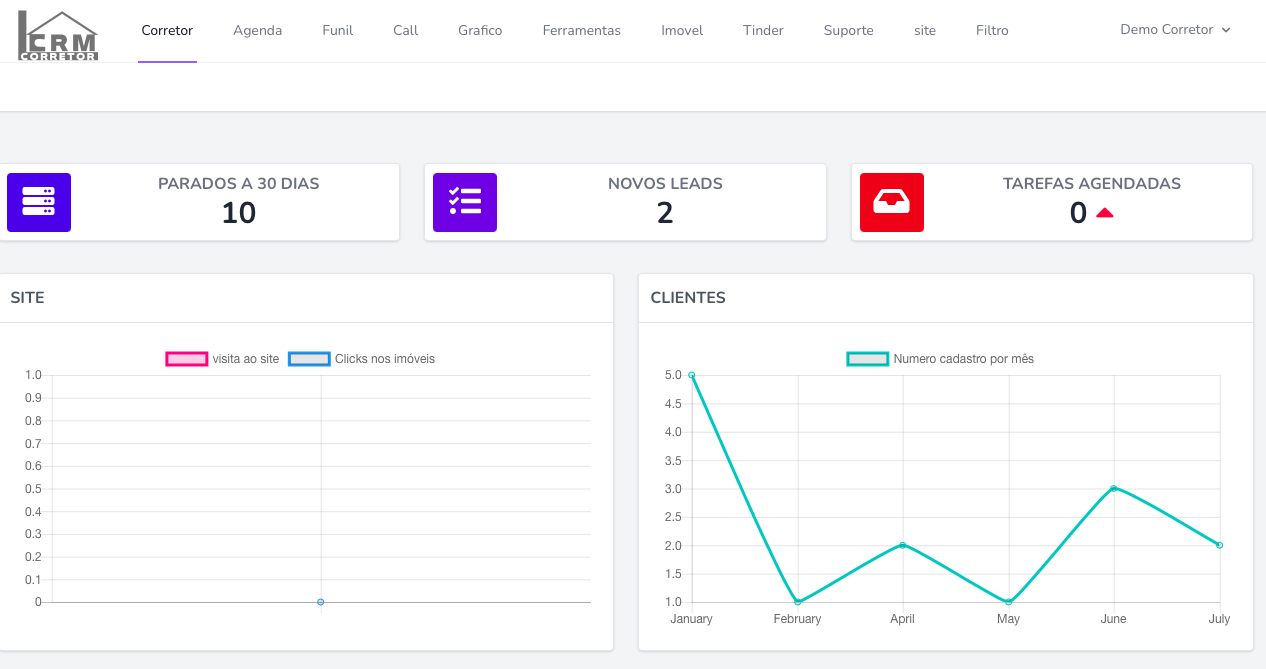 CRM
CORRETOR
Corretor Agenda Funil Call Grafico Ferramentas Imovel Tinder Suporte site Filtro Demo Corretor
PARADOS A 30 DIAS
10
NOVOS LEADS
2
TAREFAS AGENDADAS
0
SITE
visita ao site Clicks nos imóveis
1.0
0.9
0.8
0.7
0.6
0.5
0.4
0.3
0.2
0.1
0
CLIENTES
Numero cadastro por mês
5.0
4.5
4.0
3.5
3.0
2.5
2.0
1.5
1.0
January February April May June July